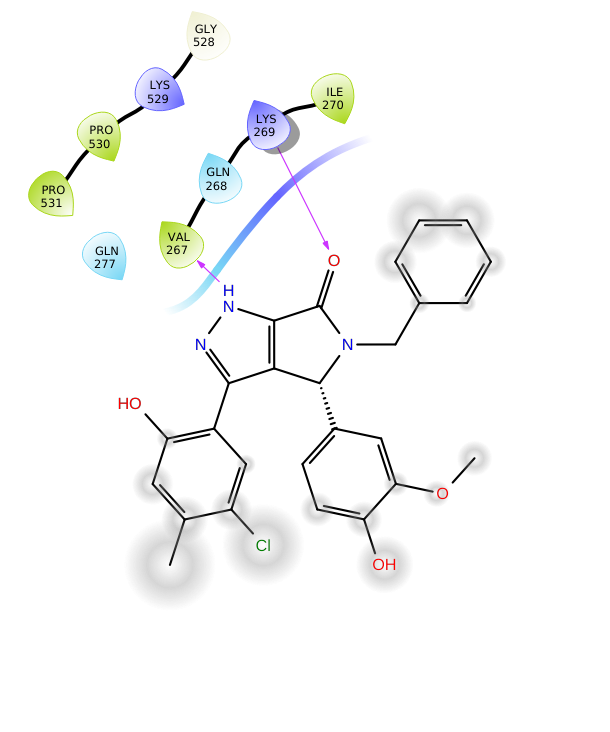 GLY
528
LYS
529
ILE
270
LYS
269
PRO
530
GLN
268
PRO
531
VAL
267
GLN
277
O
H
N
N
N
HO
O
Cl
OH